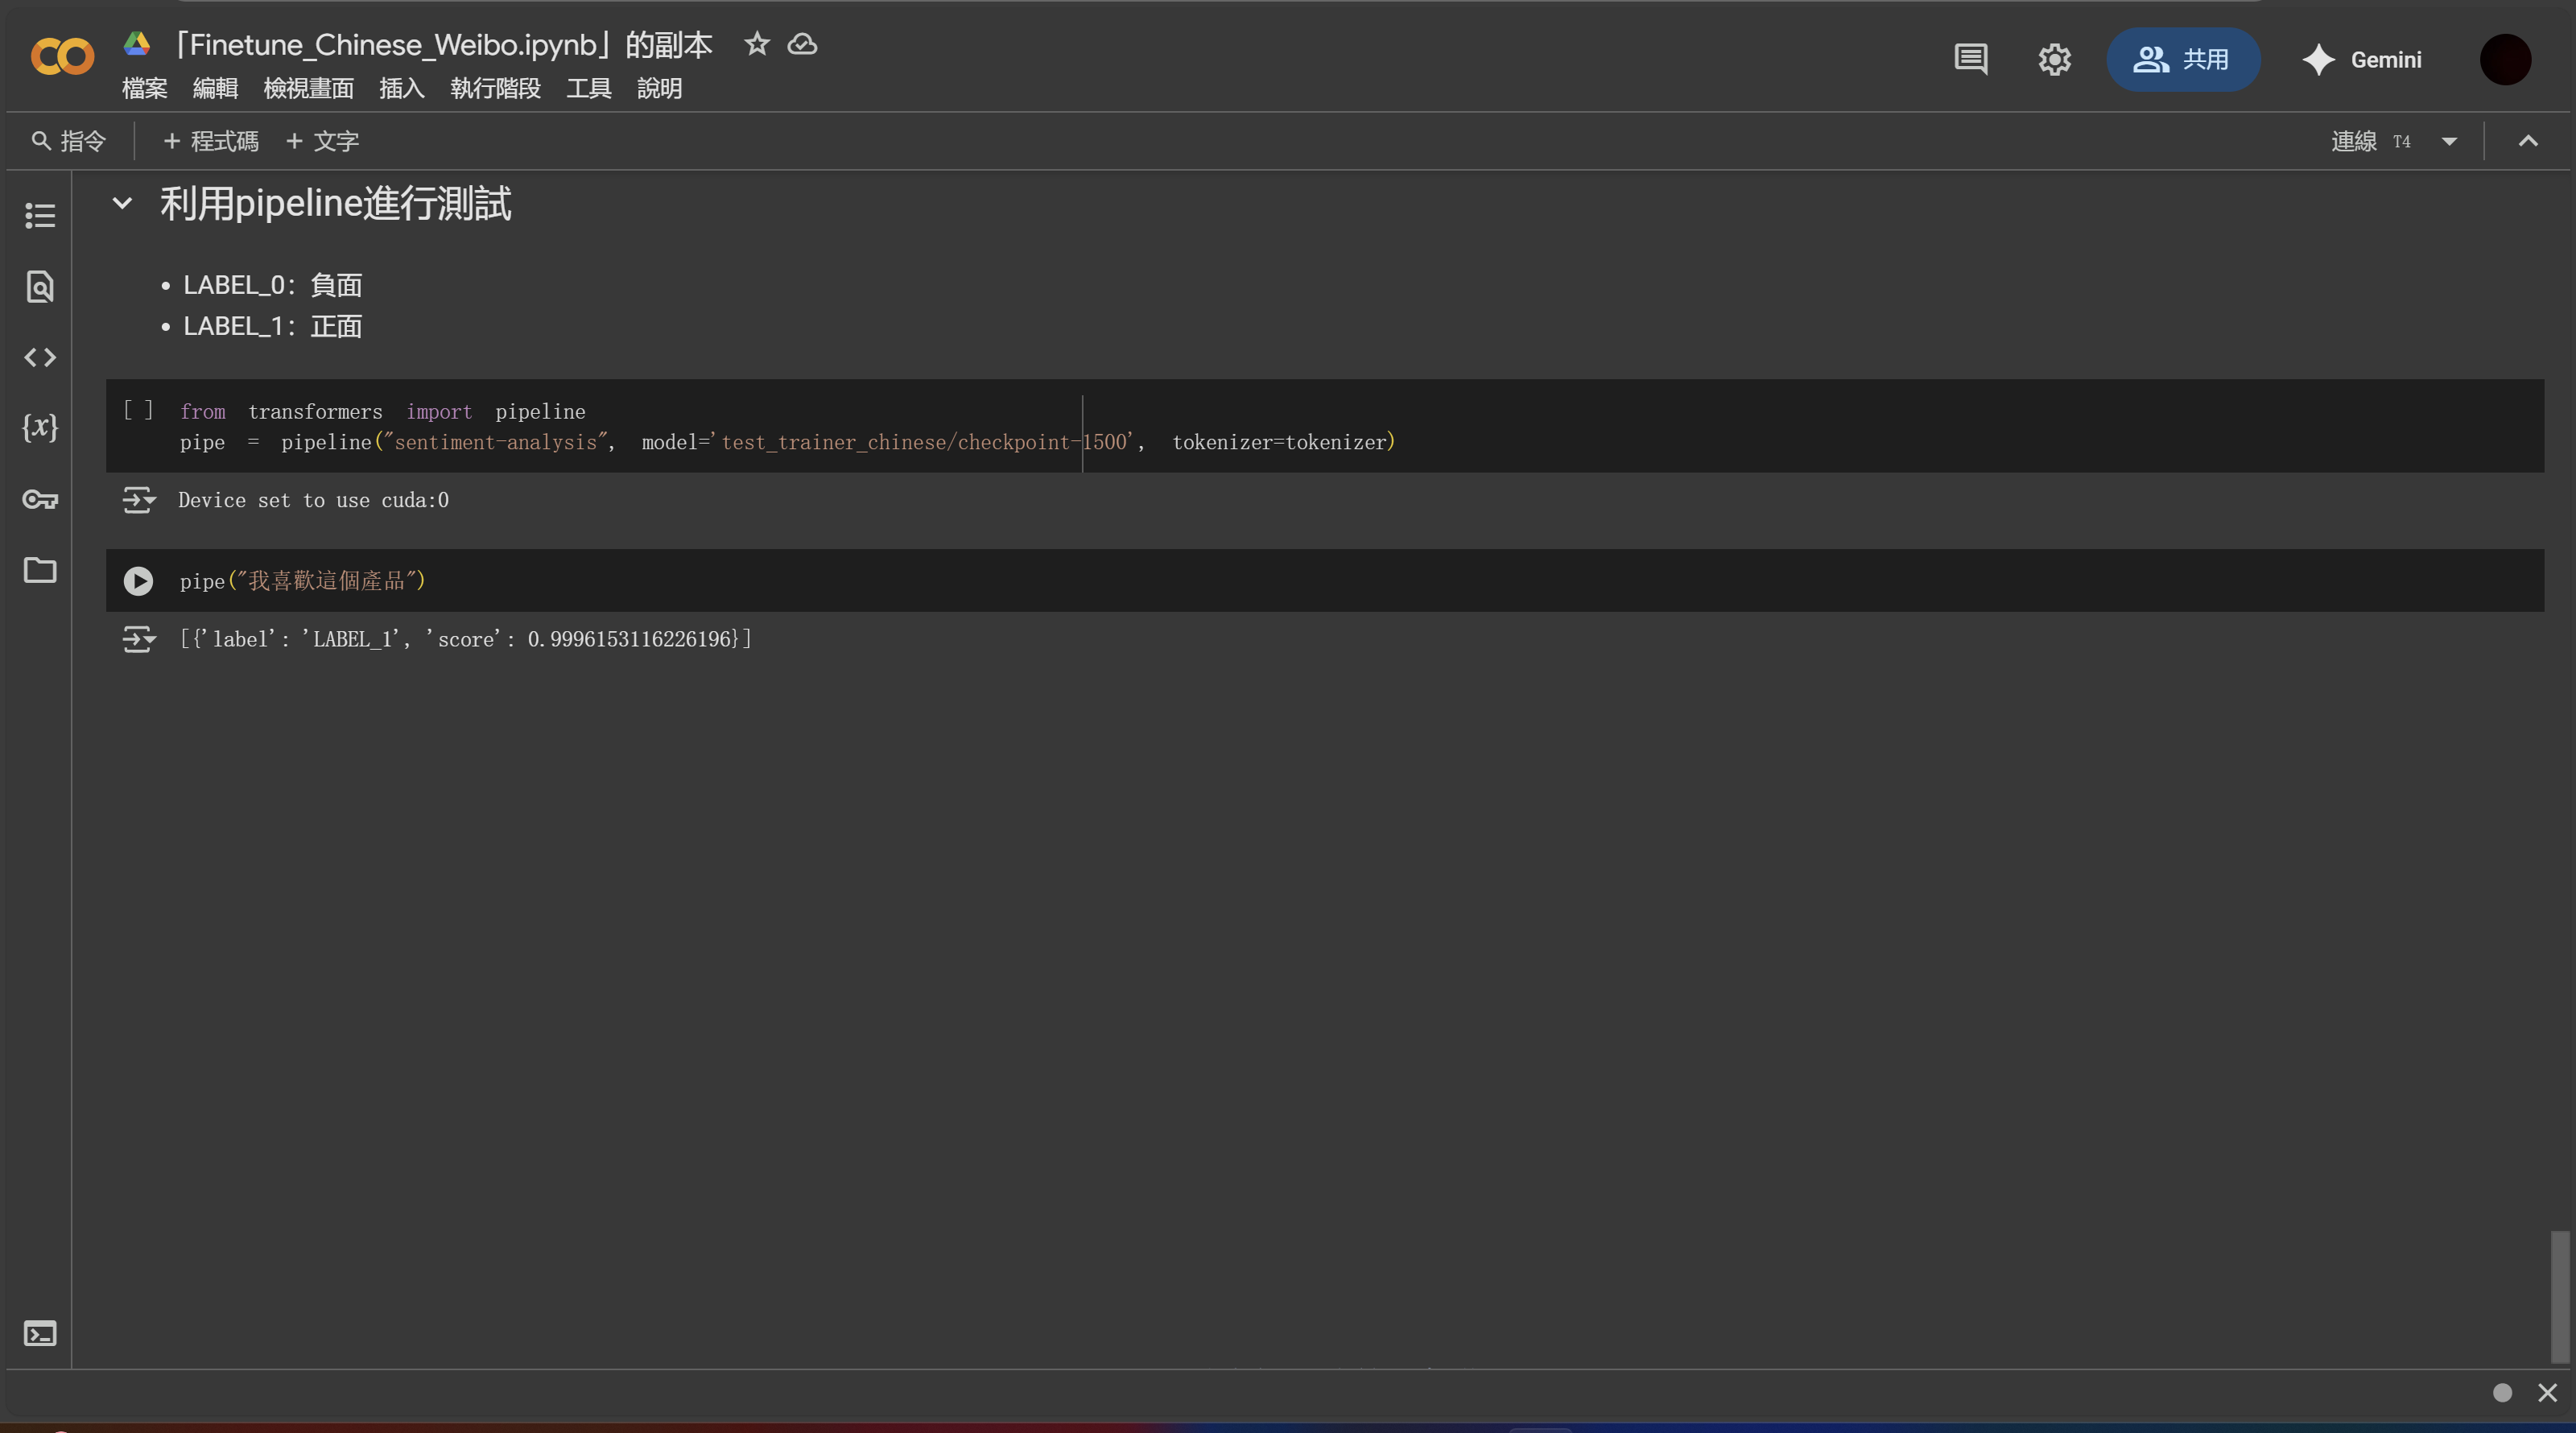 「Finetune_Chinese_Weibo.ipynb」的副本
檔案 編輯 檢視畫面 插入 執行階段 工具 說明
共用
Gemini
指令 + 程式碼 + 文字
連線 T4
利用pipeline進行測試
• LABEL_0：負面
• LABEL_1：正面
[ ] from transformers import pipeline
pipe = pipeline("sentiment-analysis", model='test_trainer_chinese/checkpoint-1500', tokenizer=tokenizer)
Device set to use cuda:0
pipe("我喜歡這個產品")
[{'label': 'LABEL_1', 'score': 0.9996153116226196}]